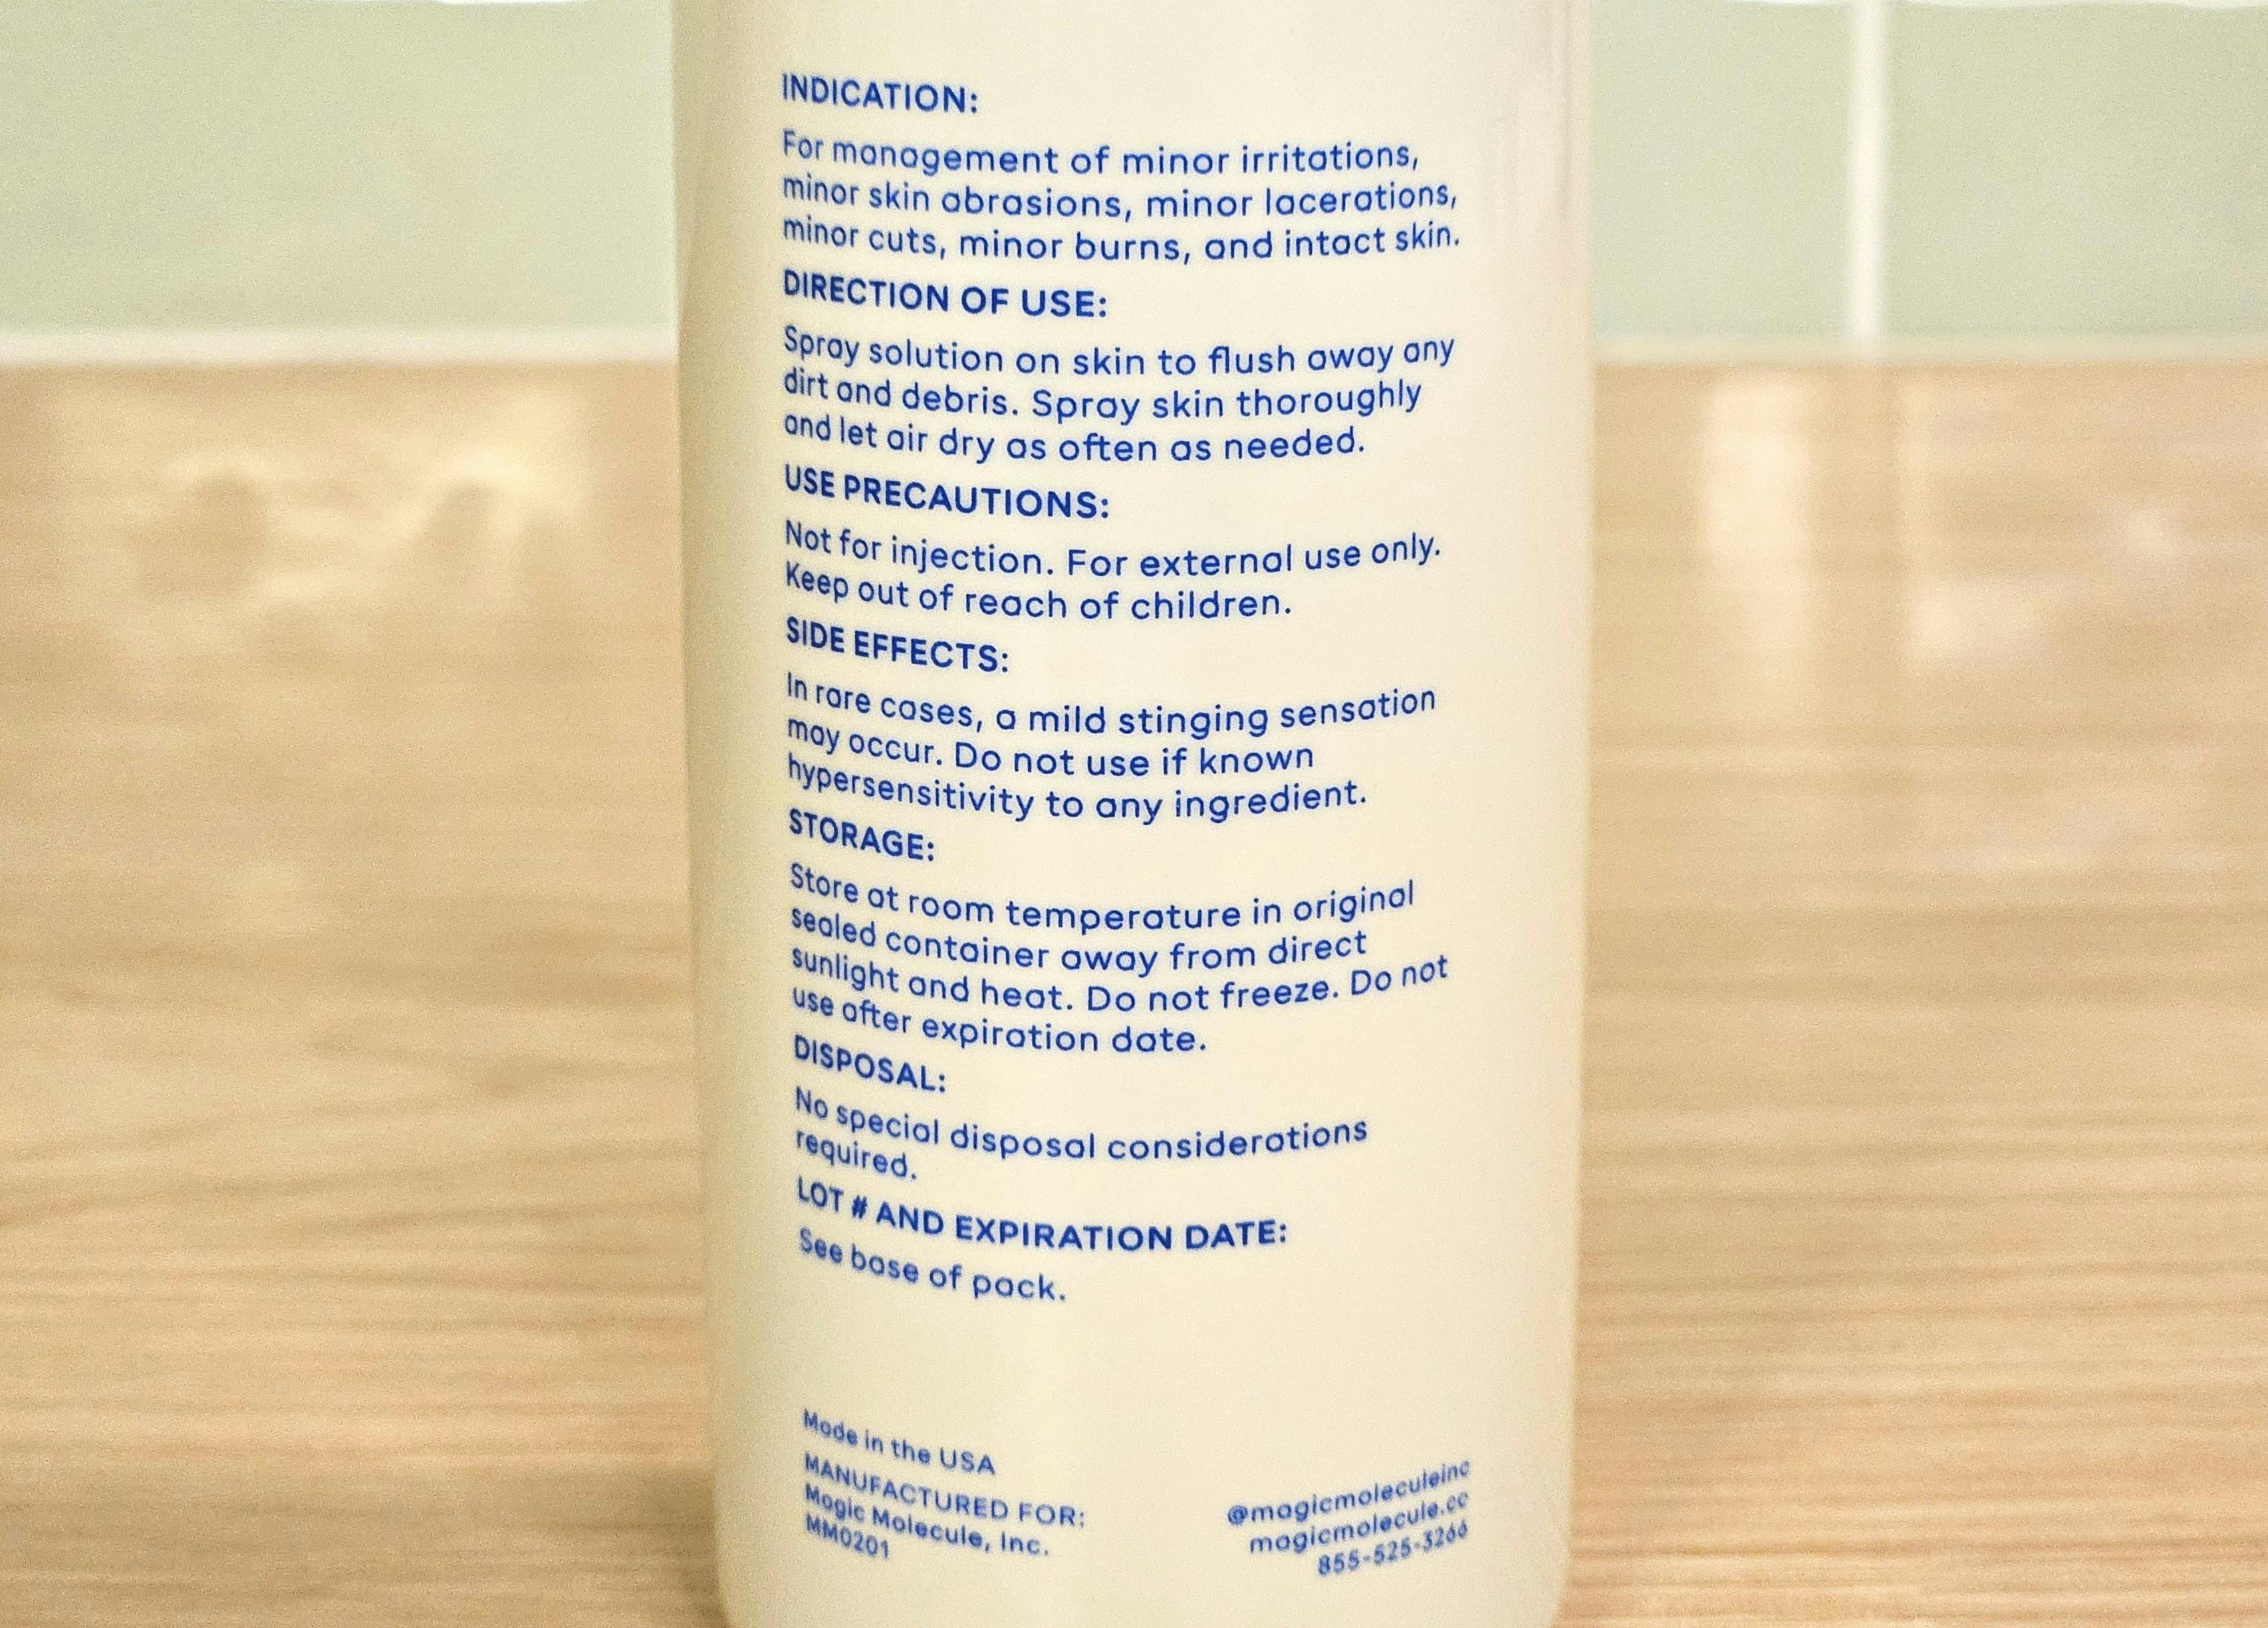 INDICATION:
For management of minor irritations,
minor skin abrasions, minor lacerations,
minor cuts, minor burns, and intact skin.
DIRECTION OF USE:
Spray solution on skin to flush away any
dirt and debris. Spray skin thoroughly
and let air dry as often as needed.
USE PRECAUTIONS:
Not for injection. For external use only.
Keep out of reach of children.
SIDE EFFECTS:
In rare cases, a mild stinging sensation
may occur. Do not use if known
hypersensitivity to any ingredient.
STORAGE:
Store at room temperature in original
sealed container away from direct
sunlight and heat. Do not freeze. Do not
use after expiration date.
DISPOSAL:
No special disposal considerations
required.
LOT # AND EXPIRATION DATE:
See base of pack.
Made in the USA
MANUFACTURED FOR:
Magic Molecule, Inc.
MM0201
@magicmoleculeinc
magicmolecule.cc
855-525-3266